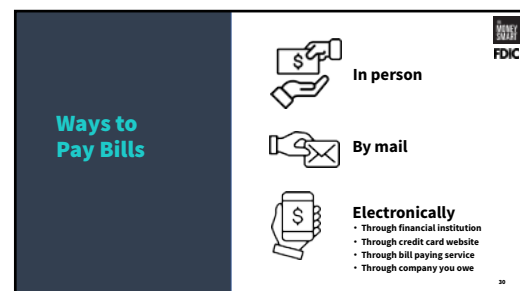 MONEY
SMART
FDIC
Ways to
Pay Bills
$
In person
By mail
$
Electronically
• Through financial institution
• Through credit card website
• Through bill paying service
• Through company you owe
30